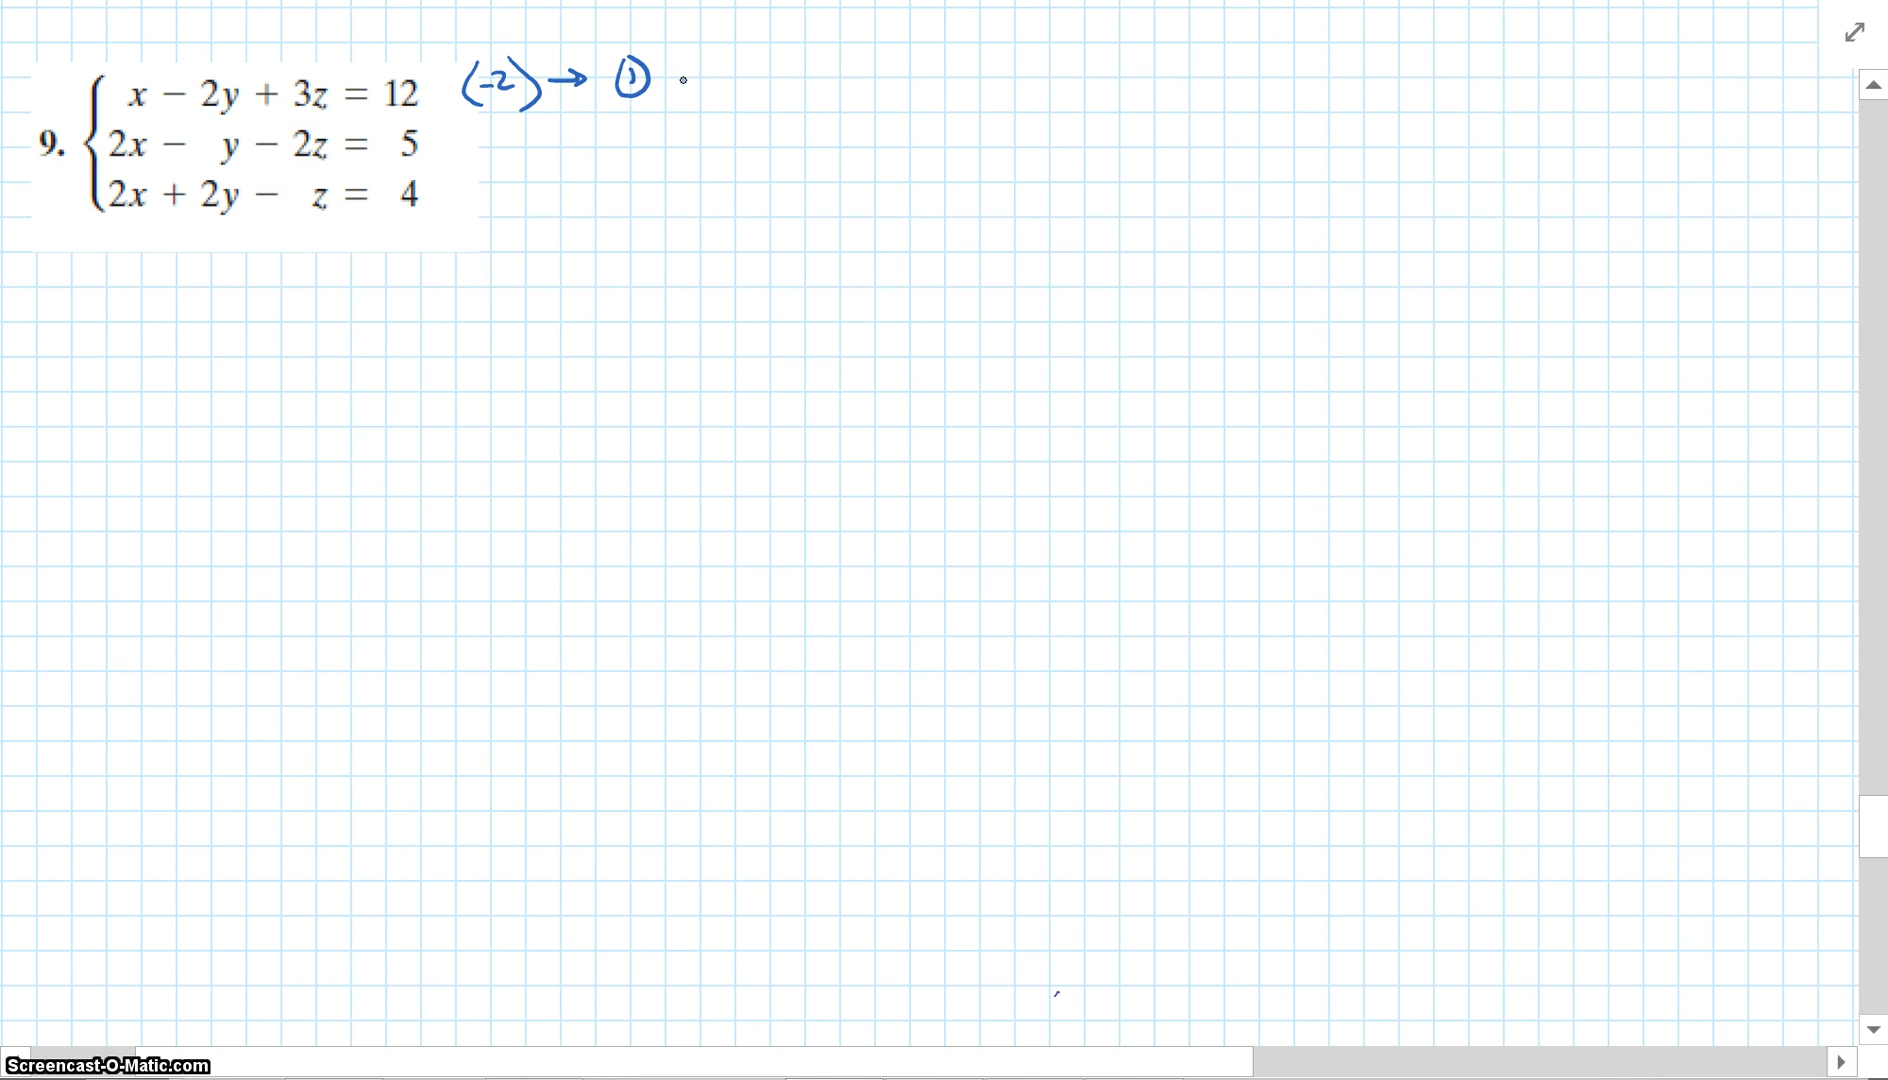 x − 2y + 3z = 12 (-2) → ①
9. 2x − y − 2z = 5
2x + 2y − z = 4
Screencast-O-Matic.com